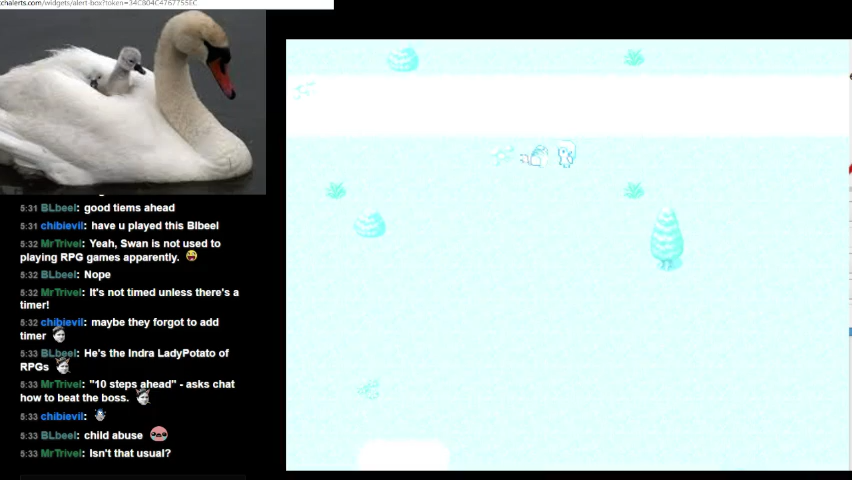 chalerts.com/widgets/alert-box?token=34CB04C4767755EC
5:31 BLbeel: good tiems ahead
5:31 chibievil: have u played this Blbeel
5:32 MrTrivel: Yeah, Swan is not used to
playing RPG games apparently.
5:32 BLbeel: Nope
5:32 MrTrivel: It's not timed unless there's a
timer!
5:32 chibievil: maybe they forgot to add
timer
5:33 BLbeel: He's the Indra LadyPotato of
RPGs
5:33 MrTrivel: "10 steps ahead" - asks chat
how to beat the boss.
5:33 chibievil:
5:33 BLbeel: child abuse
5:33 MrTrivel: Isn't that usual?